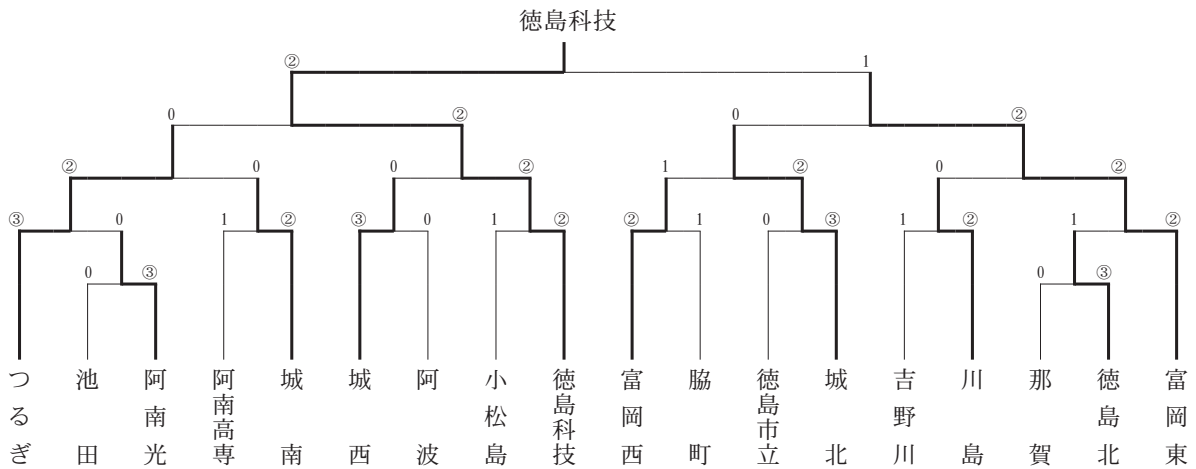 徳島科技
② 1
0 ② 0 ②
② 0 0 ② 1 ② 0 ②
③ 0 1 ② ③ 0 1 ② ② 1 0 ③ 1 ② 1 ②
0 ③ 0 ③
つるぎ
池田
阿南光
阿南高専
城南
城西
阿波
小松島
徳島科技
富岡西
脇町
徳島市立
城北
吉野川
川島
那賀
徳島北
富岡東